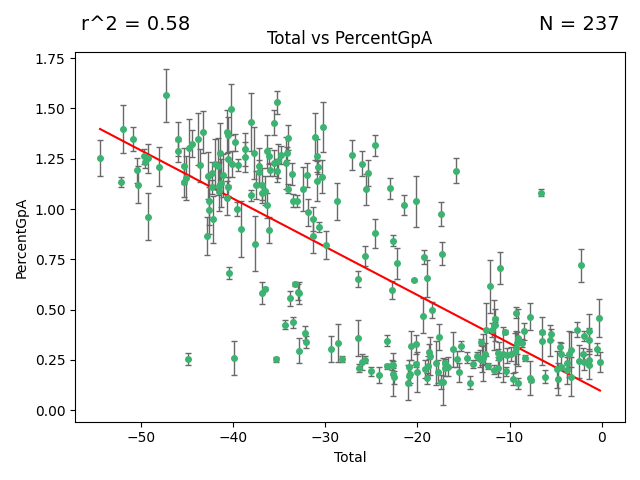 r^2 = 0.58
N = 237
Total vs PercentGpA
1.75
1.50
1.25
1.00
0.75
0.50
0.25
0.00
PercentGpA
−50
−40
−30
−20
−10
0
Total